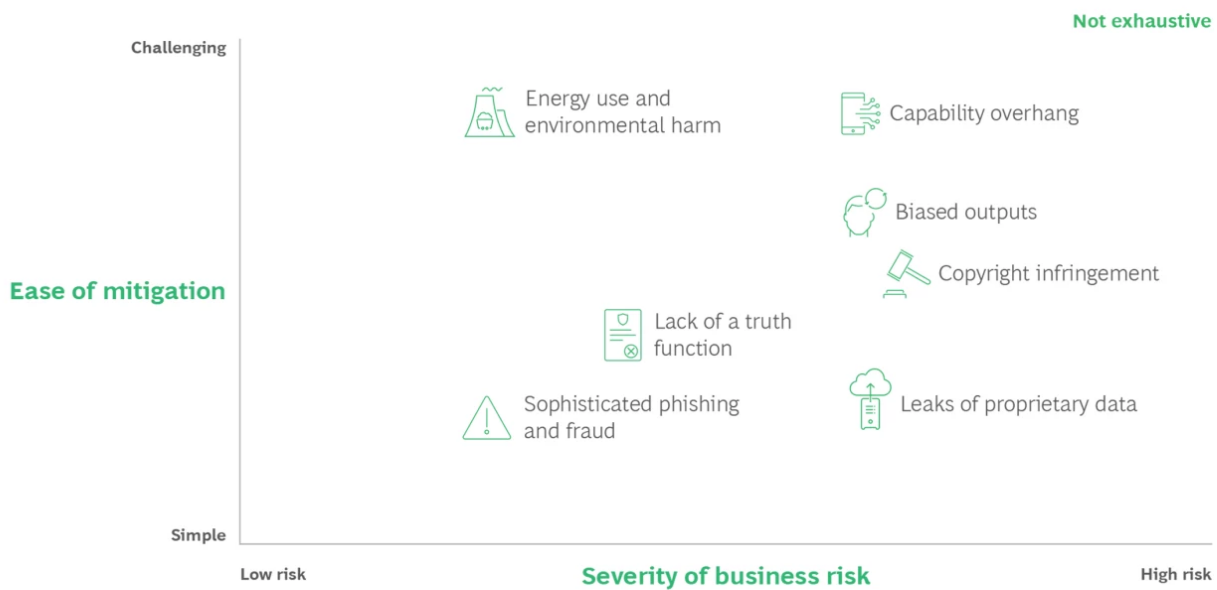 Not exhaustive
Challenging
Energy use and
environmental harm
Capability overhang
Biased outputs
Copyright infringement
Ease of mitigation
Lack of a truth
function
Sophisticated phishing
and fraud
Leaks of proprietary data
Simple
Low risk
Severity of business risk
High risk